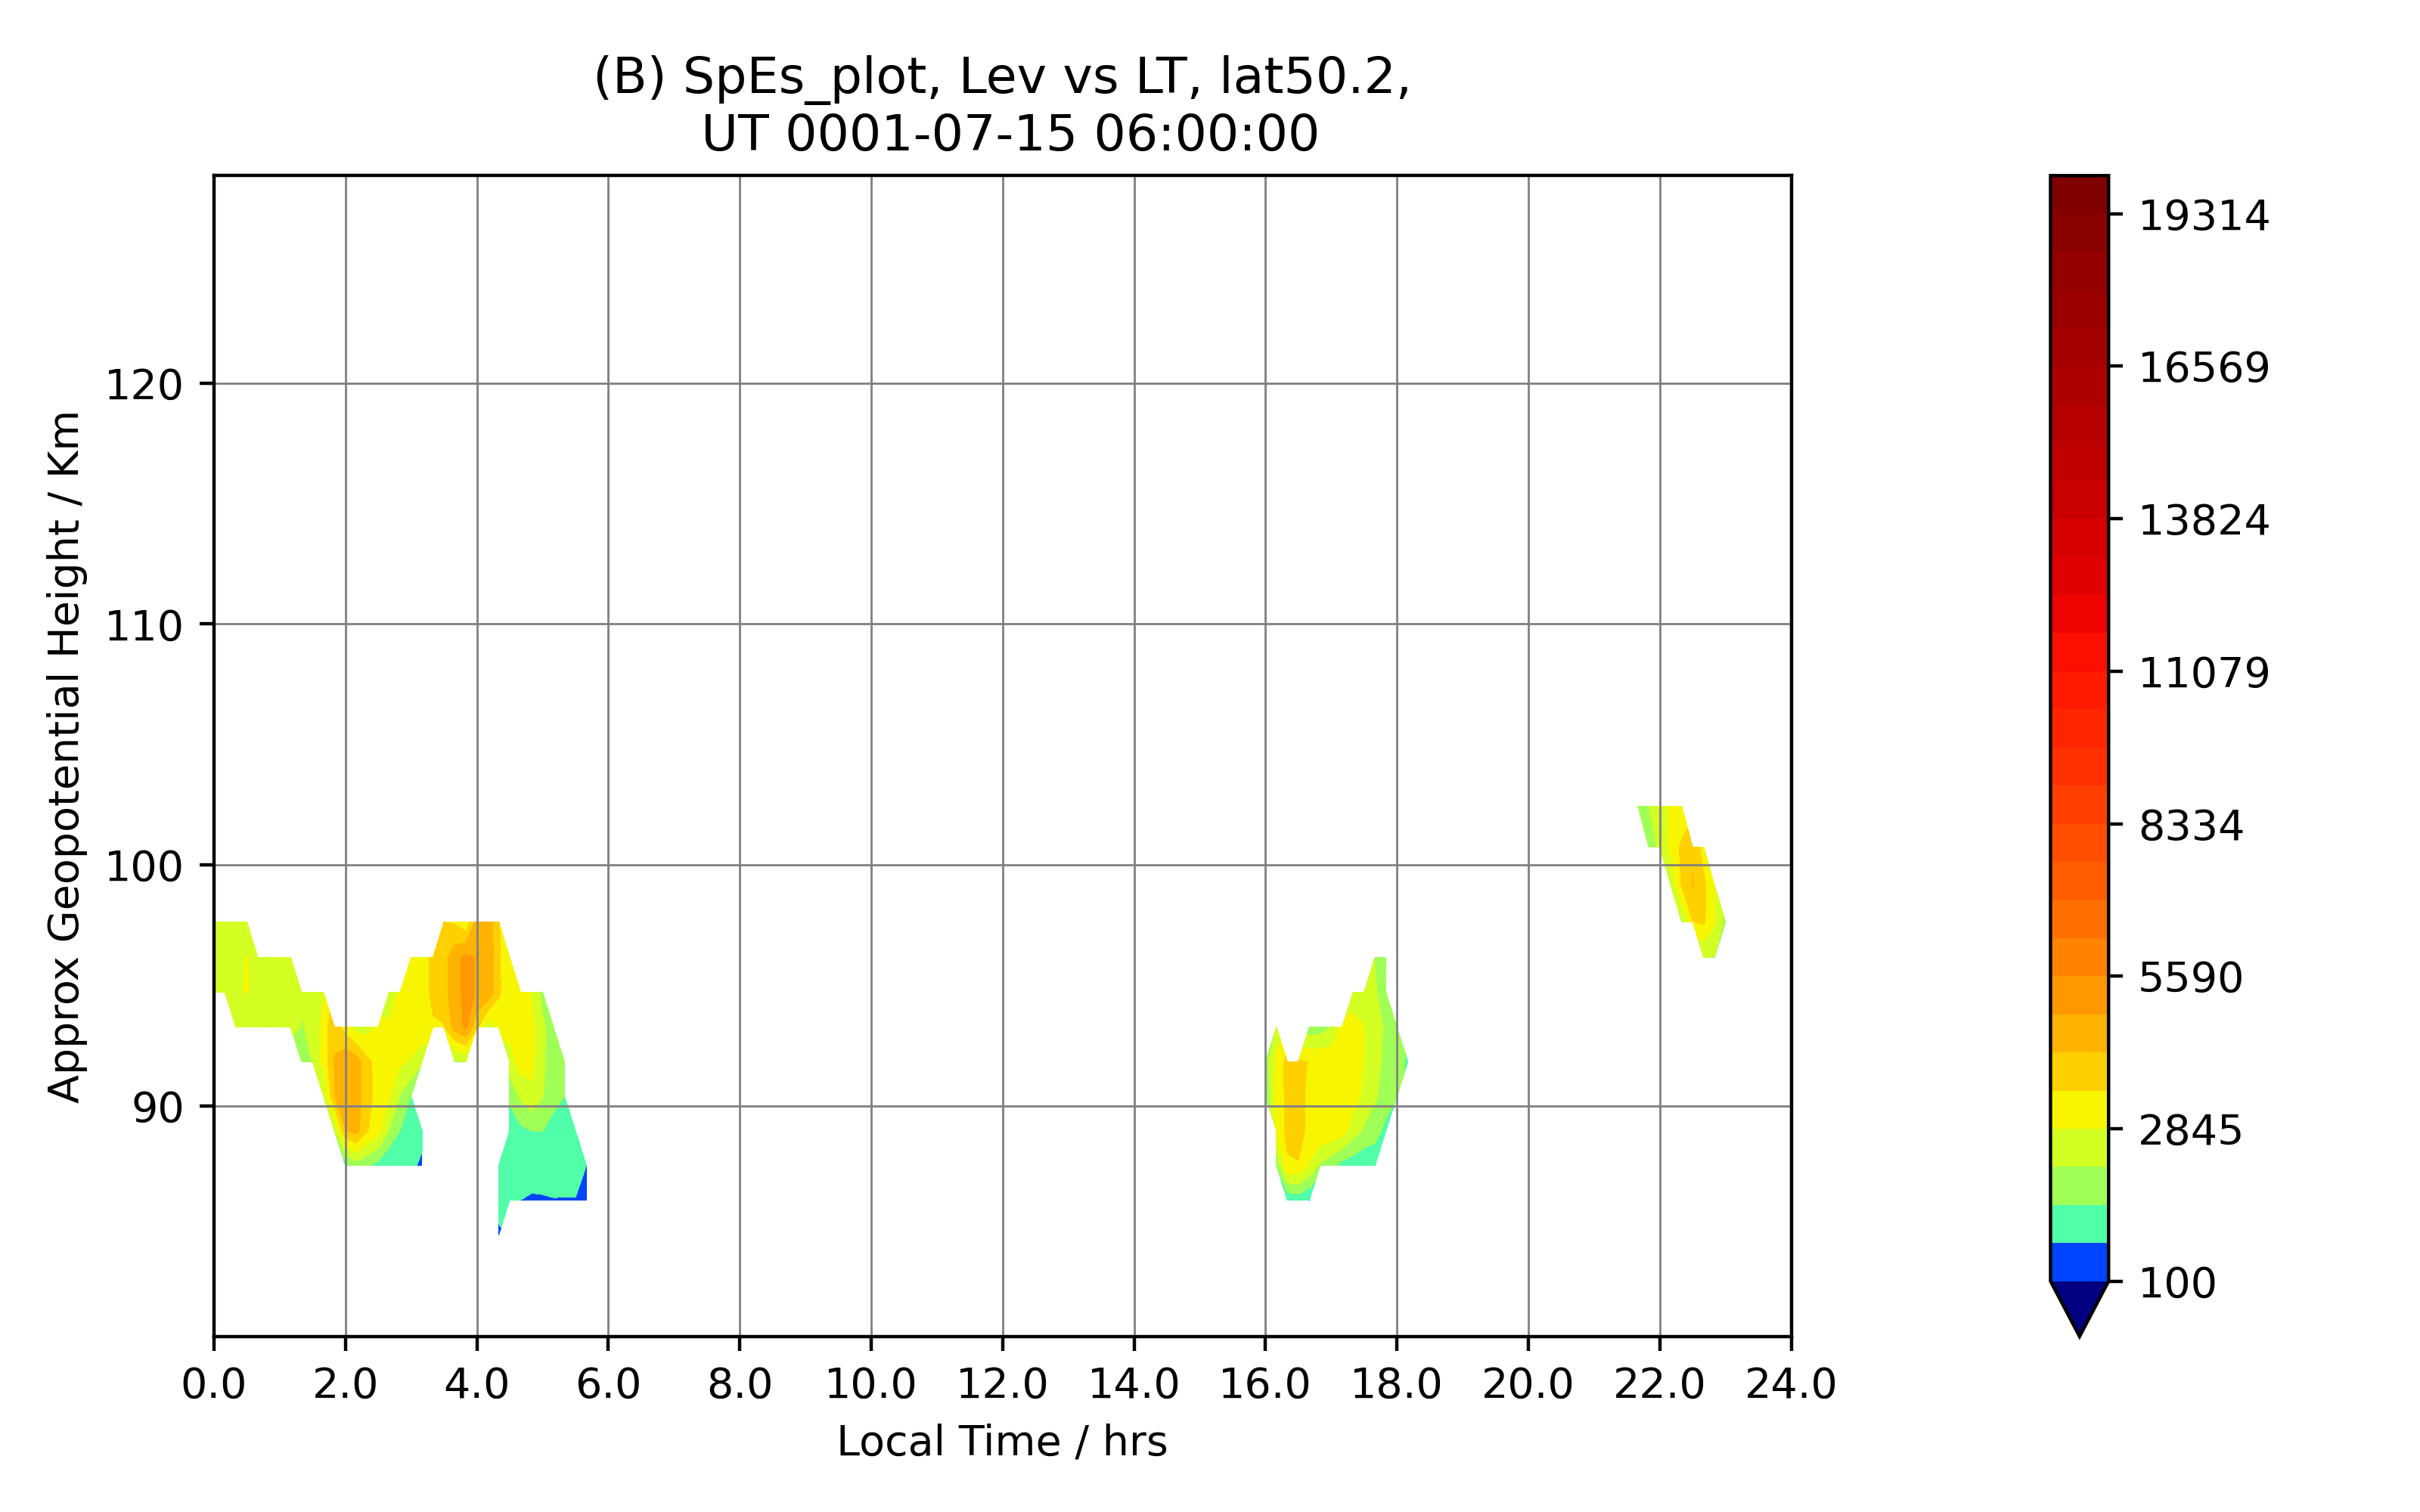 (B) SpEs_plot, Lev vs LT, lat50.2,
UT 0001-07-15 06:00:00
Approx Geopotential Height / Km
120
110
100
90
0.0 2.0 4.0 6.0 8.0 10.0 12.0 14.0 16.0 18.0 20.0 22.0 24.0
Local Time / hrs
19314
16569
13824
11079
8334
5590
2845
100